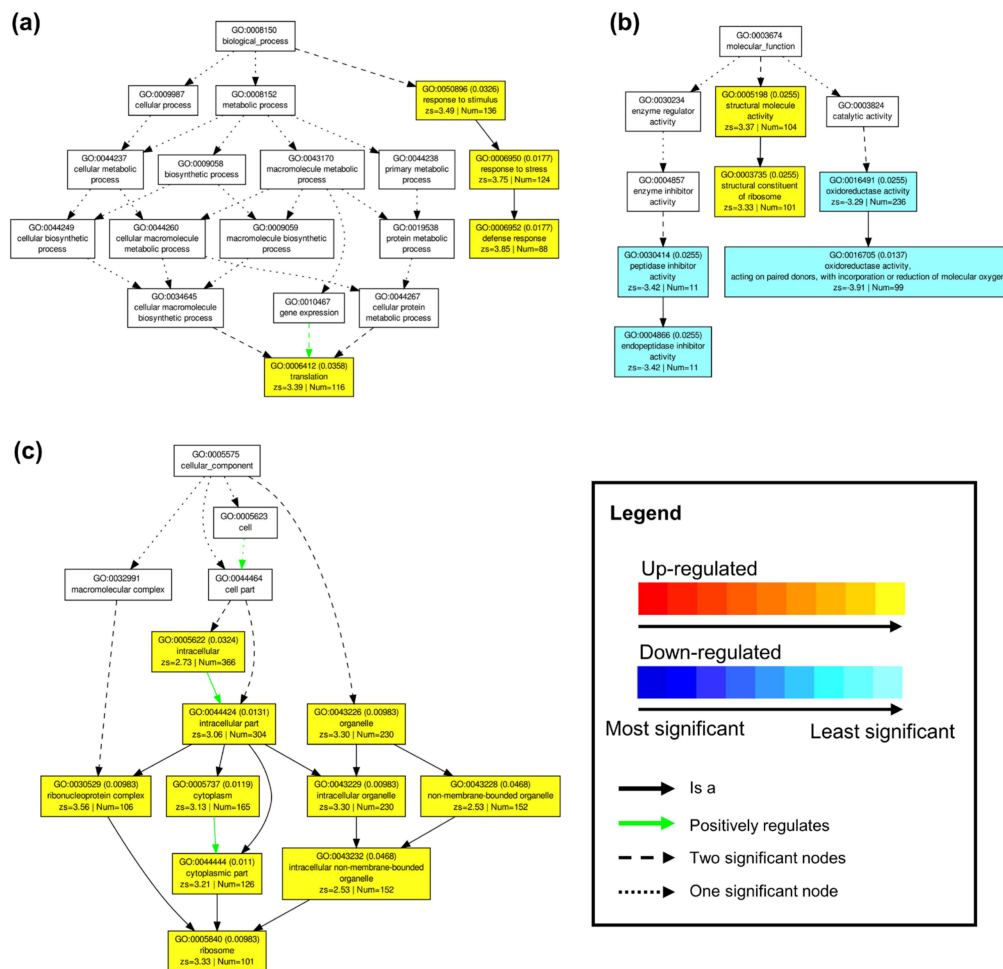 (a)
GO:0008150
biological_process
GO:0009987
cellular process
GO:0008152
metabolic process
GO:0050896 (0.0326)
response to stimulus
zs=3.49 | Num=136
GO:0044237
cellular metabolic
process
GO:0009058
biosynthetic process
GO:0043170
macromolecule metabolic
process
GO:0044238
primary metabolic
process
GO:0006950 (0.0177)
response to stress
zs=3.75 | Num=124
GO:0044249
cellular biosynthetic
process
GO:0044260
cellular macromolecule
metabolic process
GO:0009059
macromolecule biosynthetic
process
GO:0019538
protein metabolic
process
GO:0006952 (0.0177)
defense response
zs=3.85 | Num=88
GO:0034645
cellular macromolecule
biosynthetic process
GO:0010467
gene expression
GO:0044267
cellular protein
metabolic process
GO:0006412 (0.0358)
translation
zs=3.39 | Num=116
(b)
GO:0003674
molecular_function
GO:0030234
enzyme regulator
activity
GO:0005198 (0.0255)
structural molecule
activity
zs=3.37 | Num=104
GO:0003824
catalytic activity
GO:0004857
enzyme inhibitor
activity
GO:0003735 (0.0255)
structural constituent
of ribosome
zs=3.33 | Num=101
GO:0016491 (0.0255)
oxidoreductase activity
zs=-3.29 | Num=236
GO:0030414 (0.0255)
peptidase inhibitor
activity
zs=-3.42 | Num=11
GO:0016705 (0.0137)
oxidoreductase activity,
acting on paired donors, with incorporation or reduction of molecular oxygen
zs=-3.91 | Num=99
GO:0004866 (0.0255)
endopeptidase inhibitor
activity
zs=-3.42 | Num=11
(c)
GO:0005575
cellular_component
GO:0005623
cell
GO:0032991
macromolecular complex
GO:0044464
cell part
GO:0005622 (0.0324)
intracellular
zs=2.73 | Num=366
GO:0044424 (0.0131)
intracellular part
zs=3.06 | Num=304
GO:0043226 (0.00983)
organelle
zs=3.30 | Num=230
GO:0030529 (0.00983)
ribonucleoprotein complex
zs=3.56 | Num=106
GO:0005737 (0.0119)
cytoplasm
zs=3.13 | Num=165
GO:0043229 (0.00983)
intracellular organelle
zs=3.30 | Num=230
GO:0043228 (0.0468)
non-membrane-bounded organelle
zs=2.53 | Num=152
GO:0044444 (0.011)
cytoplasmic part
zs=3.21 | Num=126
GO:0043232 (0.0468)
intracellular non-membrane-bounded
organelle
zs=2.53 | Num=152
GO:0005840 (0.00983)
ribosome
zs=3.33 | Num=101
Legend
Up-regulated
Down-regulated
Most significant Least significant
Is a
Positively regulates
Two significant nodes
One significant node